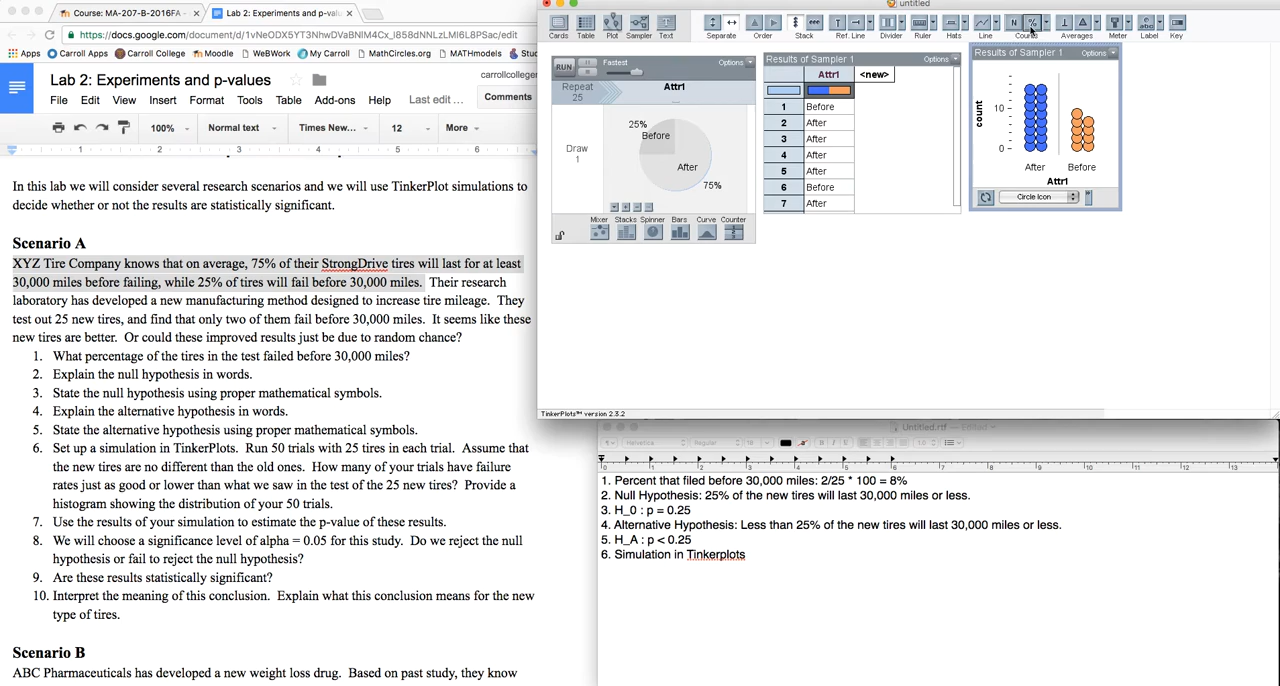 Course: MA-207-B-2016FA -
Lab 2: Experiments and p-valu
untitled
https://docs.google.com/document/d/1vNeODX5YT3NhwDVaBNIM4Cx_I858dNNLzLMI6L8PSac/edit
Apps
Carroll Apps
Carroll College
Moodle
WeBWorK
My Carroll
MathCircles.org
MATHmodels
Stu
Lab 2: Experiments and p-values
carrollcollege
File Edit View Insert Format Tools Table Add-ons Help Last edit ... Comments
100% Normal text Times New... 12 More
Cards Table Plot Sampler Text Separate Order Stack Ref. Line Divider Ruler Hats Line Counts Averages Meter Label Key
In this lab we will consider several research scenarios and we will use TinkerPlot simulations to
decide whether or not the results are statistically significant.
Scenario A
XYZ Tire Company knows that on average, 75% of their StrongDrive tires will last for at least
30,000 miles before failing, while 25% of tires will fail before 30,000 miles. Their research
laboratory has developed a new manufacturing method designed to increase tire mileage. They
test out 25 new tires, and find that only two of them fail before 30,000 miles. It seems like these
new tires are better. Or could these improved results just be due to random chance?
1. What percentage of the tires in the test failed before 30,000 miles?
2. Explain the null hypothesis in words.
3. State the null hypothesis using proper mathematical symbols.
4. Explain the alternative hypothesis in words.
5. State the alternative hypothesis using proper mathematical symbols.
6. Set up a simulation in TinkerPlots. Run 50 trials with 25 tires in each trial. Assume that
the new tires are no different than the old ones. How many of your trials have failure
rates just as good or lower than what we saw in the test of the 25 new tires? Provide a
histogram showing the distribution of your 50 trials.
7. Use the results of your simulation to estimate the p-value of these results.
8. We will choose a significance level of alpha = 0.05 for this study. Do we reject the null
hypothesis or fail to reject the null hypothesis?
9. Are these results statistically significant?
10. Interpret the meaning of this conclusion. Explain what this conclusion means for the new
type of tires.
Scenario B
ABC Pharmaceuticals has developed a new weight loss drug. Based on past study, they know
RUN
Fastest
Options
Repeat
25
Attr1
Draw
1
25%
Before
After
75%
Mixer Stacks Spinner Bars Curve Counter
Results of Sampler 1 Options
Attr1 <new>
1 Before
2 After
3 After
4 After
5 After
6 Before
7 After
Results of Sampler 1 Options
count
10
0
After Before
Attr1
Circle Icon
TinkerPlots™ version 2.3.2
Untitled.rtf — Edited
Helvetica Regular 18 1.0
1. Percent that filed before 30,000 miles: 2/25 * 100 = 8%
2. Null Hypothesis: 25% of the new tires will last 30,000 miles or less.
3. H_0 : p = 0.25
4. Alternative Hypothesis: Less than 25% of the new tires will last 30,000 miles or less.
5. H_A : p < 0.25
6. Simulation in Tinkerplots